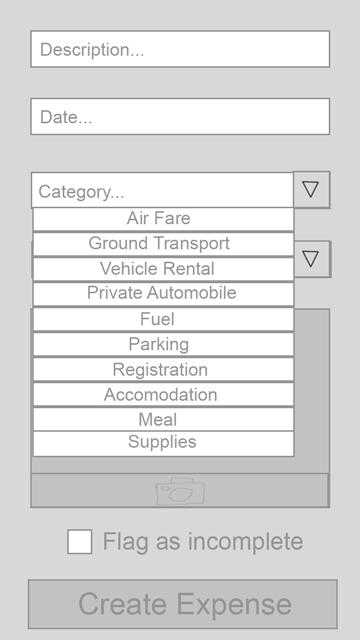 Description...
Date...
Category...
Air Fare
Ground Transport
Vehicle Rental
Private Automobile
Fuel
Parking
Registration
Accomodation
Meal
Supplies
Flag as incomplete
Create Expense